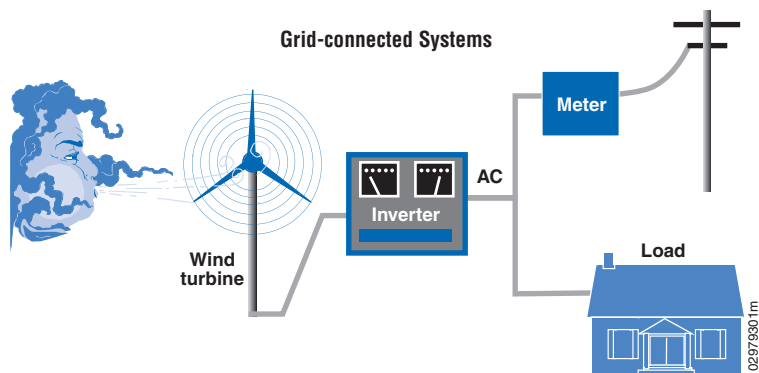 Grid-connected Systems
Meter
AC
Inverter
Wind
turbine
Load
02979301m